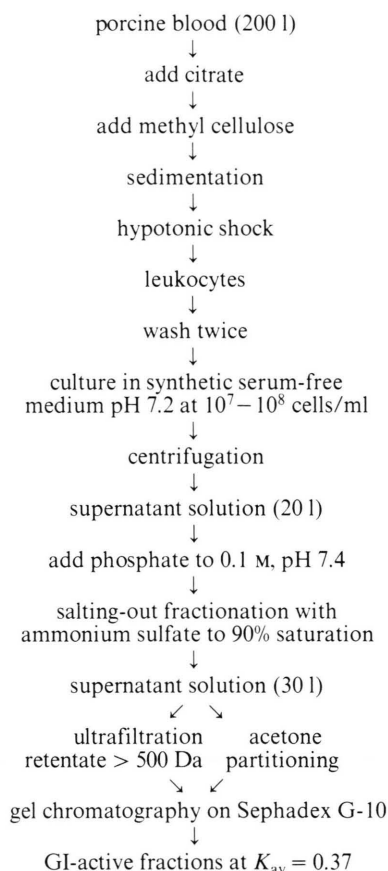 porcine blood (200 l)
↓
add citrate
↓
add methyl cellulose
↓
sedimentation
↓
hypotonic shock
↓
leukocytes
↓
wash twice
↓
culture in synthetic serum-free
medium pH 7.2 at 10⁷ – 10⁸ cells/ml
↓
centrifugation
↓
supernatant solution (20 l)
↓
add phosphate to 0.1 M, pH 7.4
↓
salting-out fractionation with
ammonium sulfate to 90% saturation
↓
supernatant solution (30 l)
↙ ↘
ultrafiltration acetone
retentate > 500 Da partitioning
↘ ↙
gel chromatography on Sephadex G-10
↓
GI-active fractions at Kav = 0.37